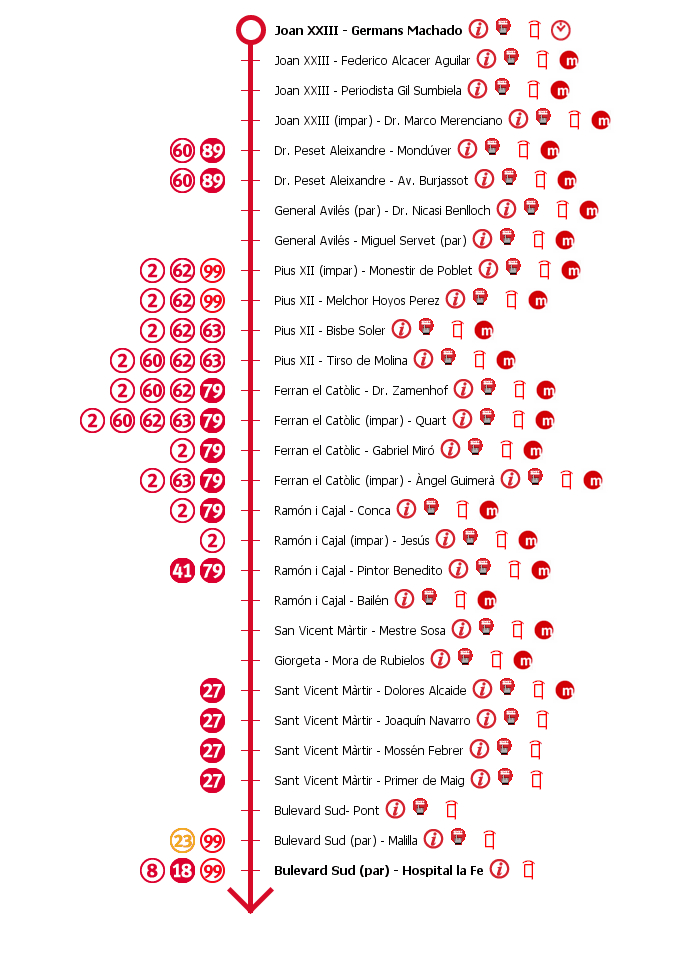 Joan XXIII - Germans Machado i
Joan XXIII - Federico Alcacer Aguilar i m
Joan XXIII - Periodista Gil Sumbiela i m
Joan XXIII (impar) - Dr. Marco Merenciano i m
60 89 Dr. Peset Aleixandre - Mondúver i m
60 89 Dr. Peset Aleixandre - Av. Burjassot i m
General Avilés (par) - Dr. Nicasi Benlloch i m
General Avilés - Miguel Servet (par) i m
2 62 99 Pius XII (impar) - Monestir de Poblet i m
2 62 99 Pius XII - Melchor Hoyos Perez i m
2 62 63 Pius XII - Bisbe Soler i m
2 60 62 63 Pius XII - Tirso de Molina i m
2 60 62 79 Ferran el Catòlic - Dr. Zamenhof i m
2 60 62 63 79 Ferran el Catòlic (impar) - Quart i m
2 79 Ferran el Catòlic - Gabriel Miró i m
2 63 79 Ferran el Catòlic (impar) - Àngel Guimerà i m
2 79 Ramón i Cajal - Conca i m
2 Ramón i Cajal (impar) - Jesús i m
41 79 Ramón i Cajal - Pintor Benedito i m
Ramón i Cajal - Bailén i m
San Vicent Màrtir - Mestre Sosa i m
Giorgeta - Mora de Rubielos i m
27 Sant Vicent Màrtir - Dolores Alcaide i m
27 Sant Vicent Màrtir - Joaquín Navarro i
27 Sant Vicent Màrtir - Mossén Febrer i
27 Sant Vicent Màrtir - Primer de Maig i
Bulevard Sud- Pont i
23 99 Bulevard Sud (par) - Malilla i
8 18 99 Bulevard Sud (par) - Hospital la Fe i